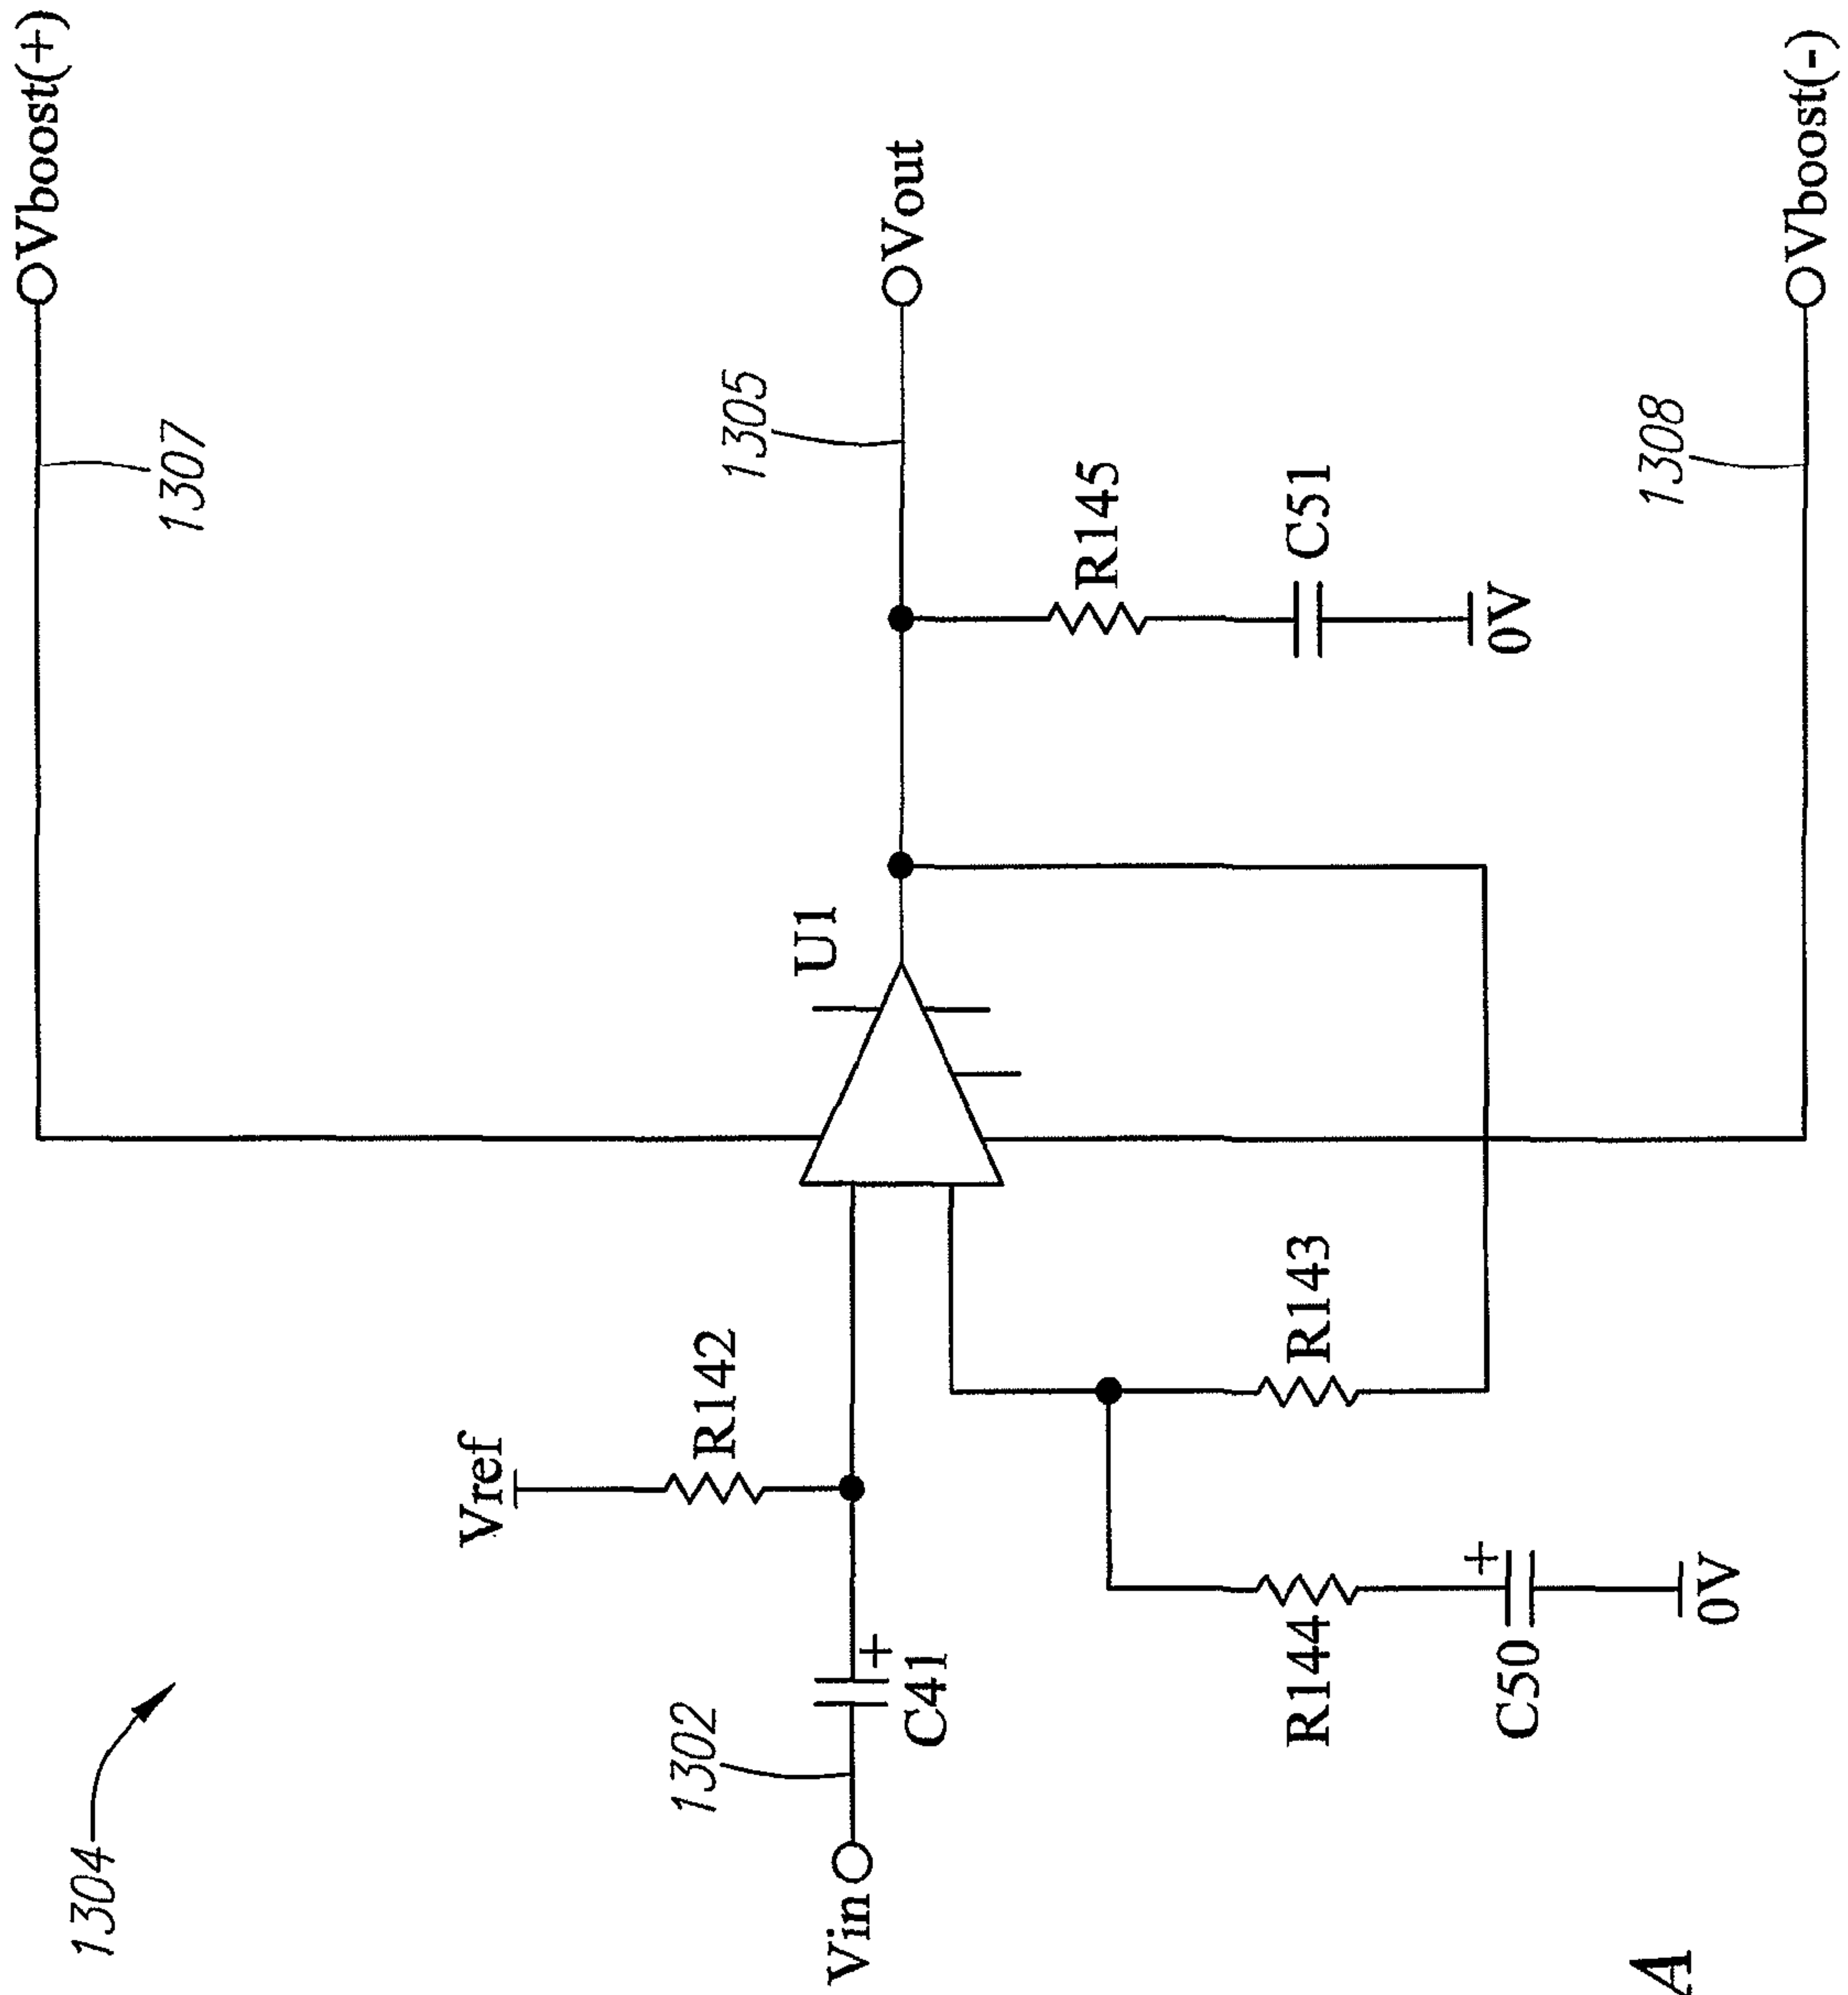 1304
Vboost(+)
1307
Vref
R142
U1
1305
Vout
1302
Vin
C41
+
R145
C51
0V
R144
R143
+
C50
0V
1308
Vboost(-)
A